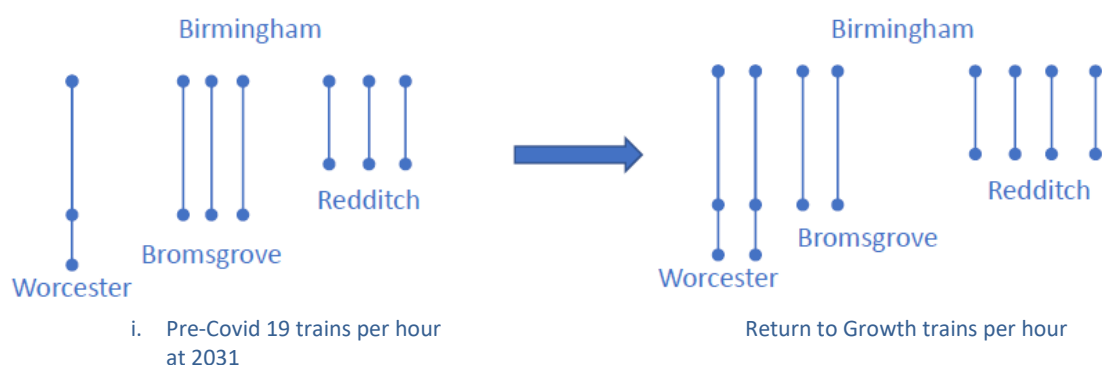 Birmingham
Redditch
Bromsgrove
Worcester
i. Pre-Covid 19 trains per hour
at 2031
Birmingham
Redditch
Bromsgrove
Worcester
Return to Growth trains per hour